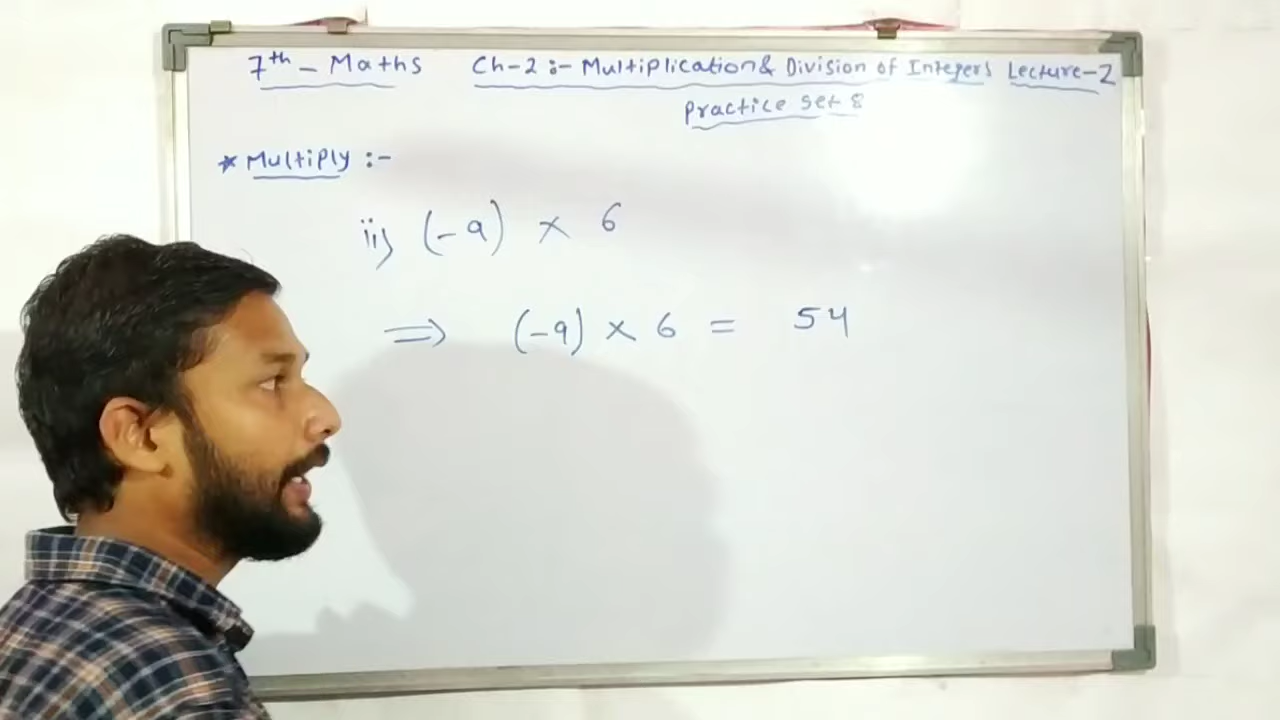 7th - Maths Ch-2 :- Multiplication & Division of Integers Lecture-2
Practice set 8
* Multiply :-
ii) (-9) × 6
⇒ (-9) × 6 = 54